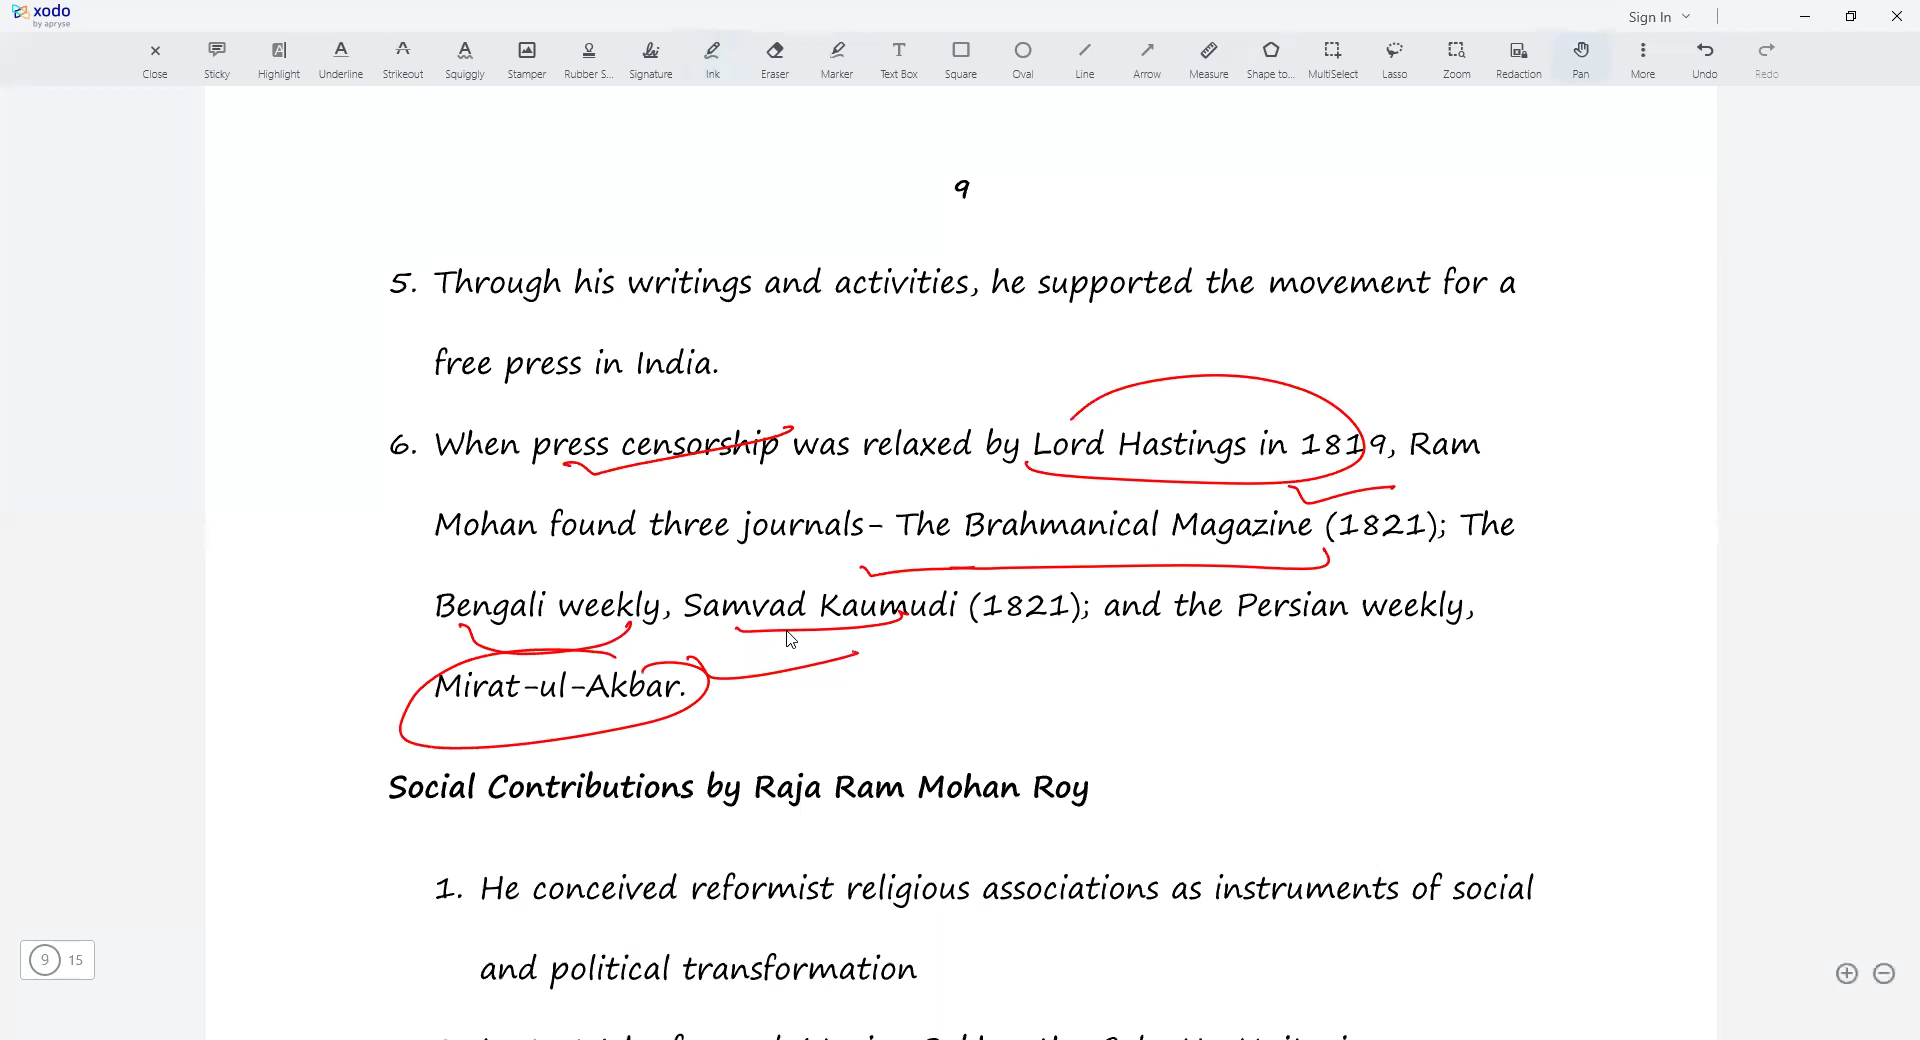 xodo
by apryse
Sign In
Close
Sticky
Highlight
Underline
Strikeout
Squiggly
Stamper
Rubber S...
Signature
Ink
Eraser
Marker
Text Box
Square
Oval
Line
Arrow
Measure
Shape to...
MultiSelect
Lasso
Zoom
Redaction
Pan
More
Undo
Redo
9
5. Through his writings and activities, he supported the movement for a
free press in India.
6. When press censorship was relaxed by Lord Hastings in 1819, Ram
Mohan found three journals- The Brahmanical Magazine (1821); The
Bengali weekly, Samvad Kaumudi (1821); and the Persian weekly,
Mirat-ul-Akbar.
Social Contributions by Raja Ram Mohan Roy
1. He conceived reformist religious associations as instruments of social
and political transformation
9 15